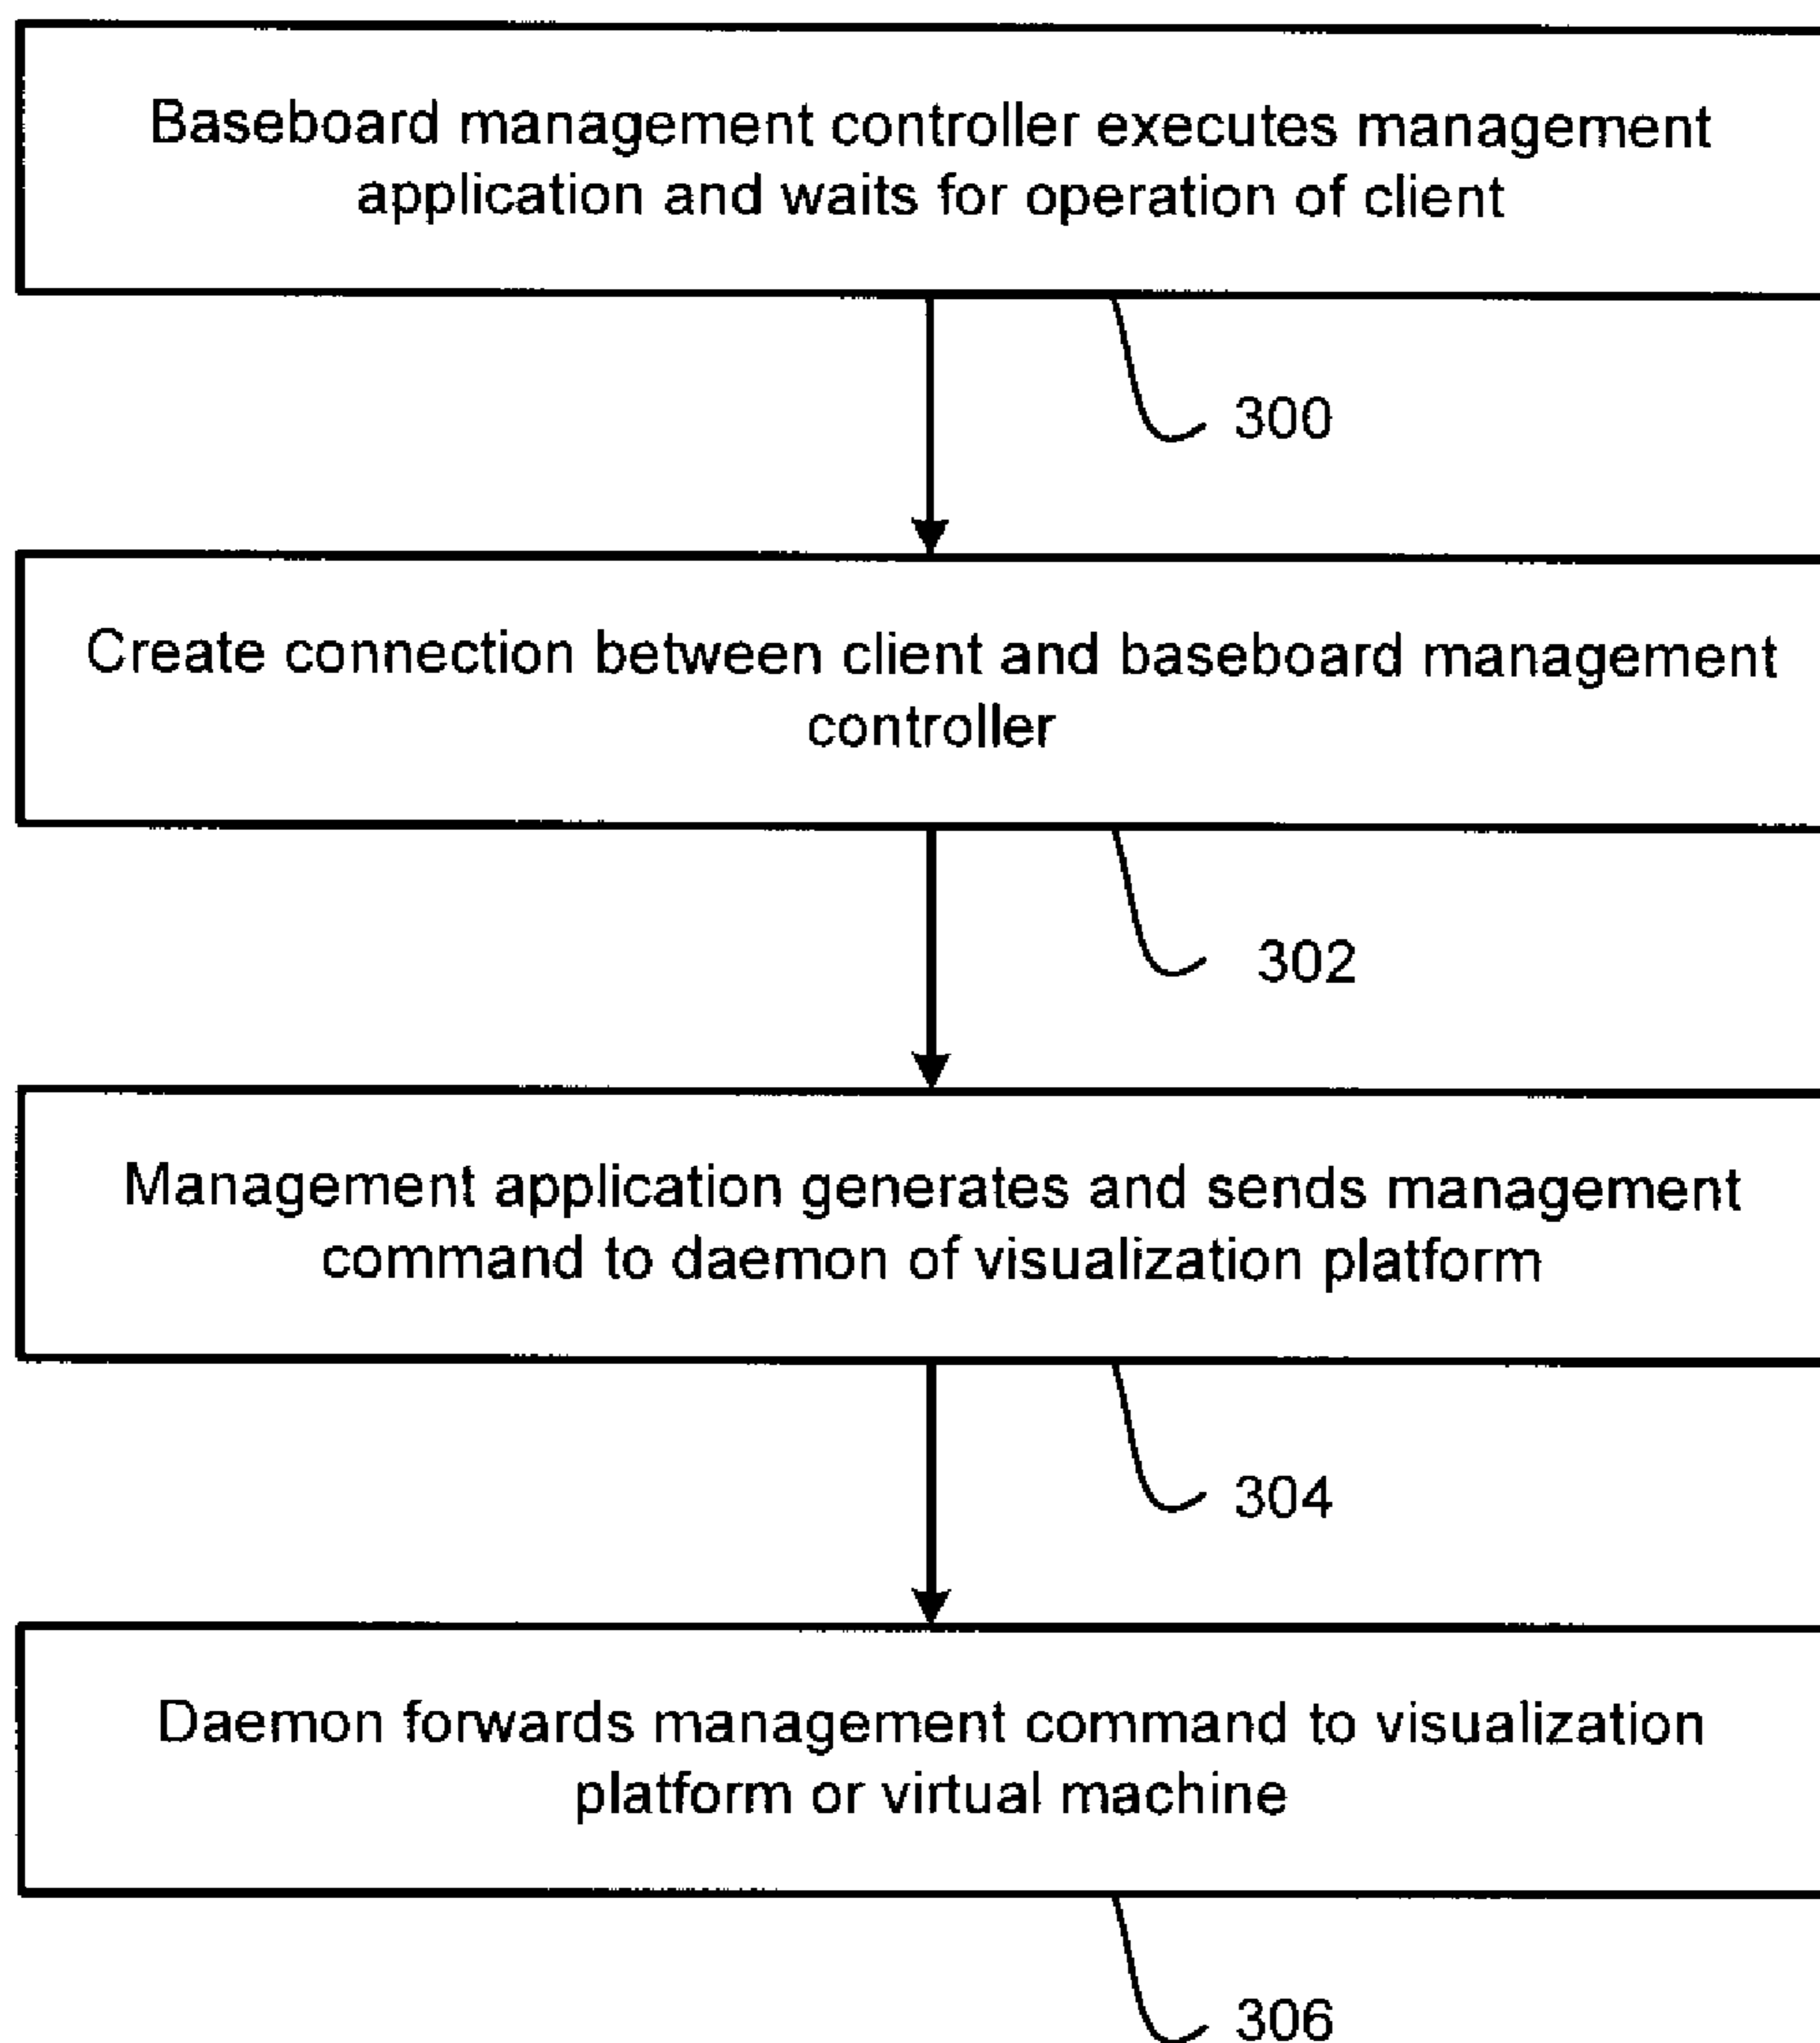 Baseboard management controller executes management
application and waits for operation of client
300
Create connection between client and baseboard management
controller
302
Management application generates and sends management
command to daemon of visualization platform
304
Daemon forwards management command to visualization
platform or virtual machine
306